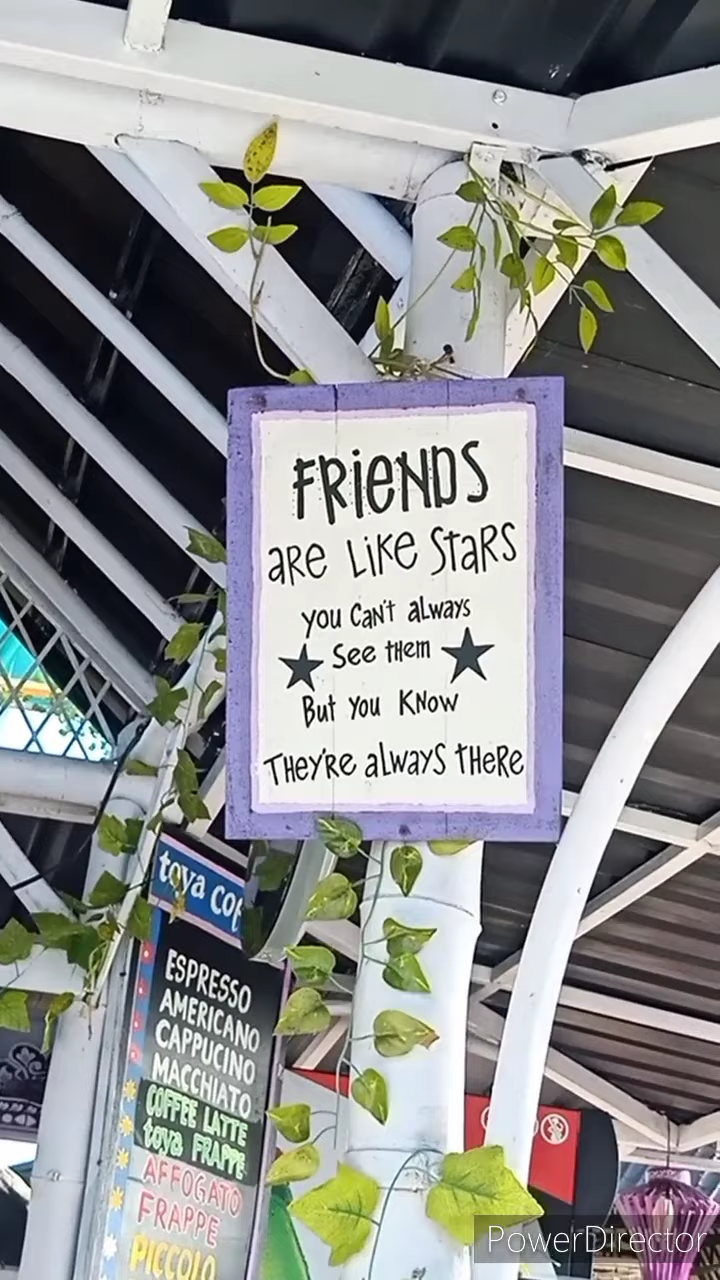 FRIENDS
are Like Stars
you Can't always
See them
But you Know
They're always there
toya
ESPRESSO
AMERICANO
CAPPUCINO
MACCHIATO
COFFEE LATTE
toya FRAPPE
AFFOGATO
FRAPPE
PICCOLO
PowerDirector